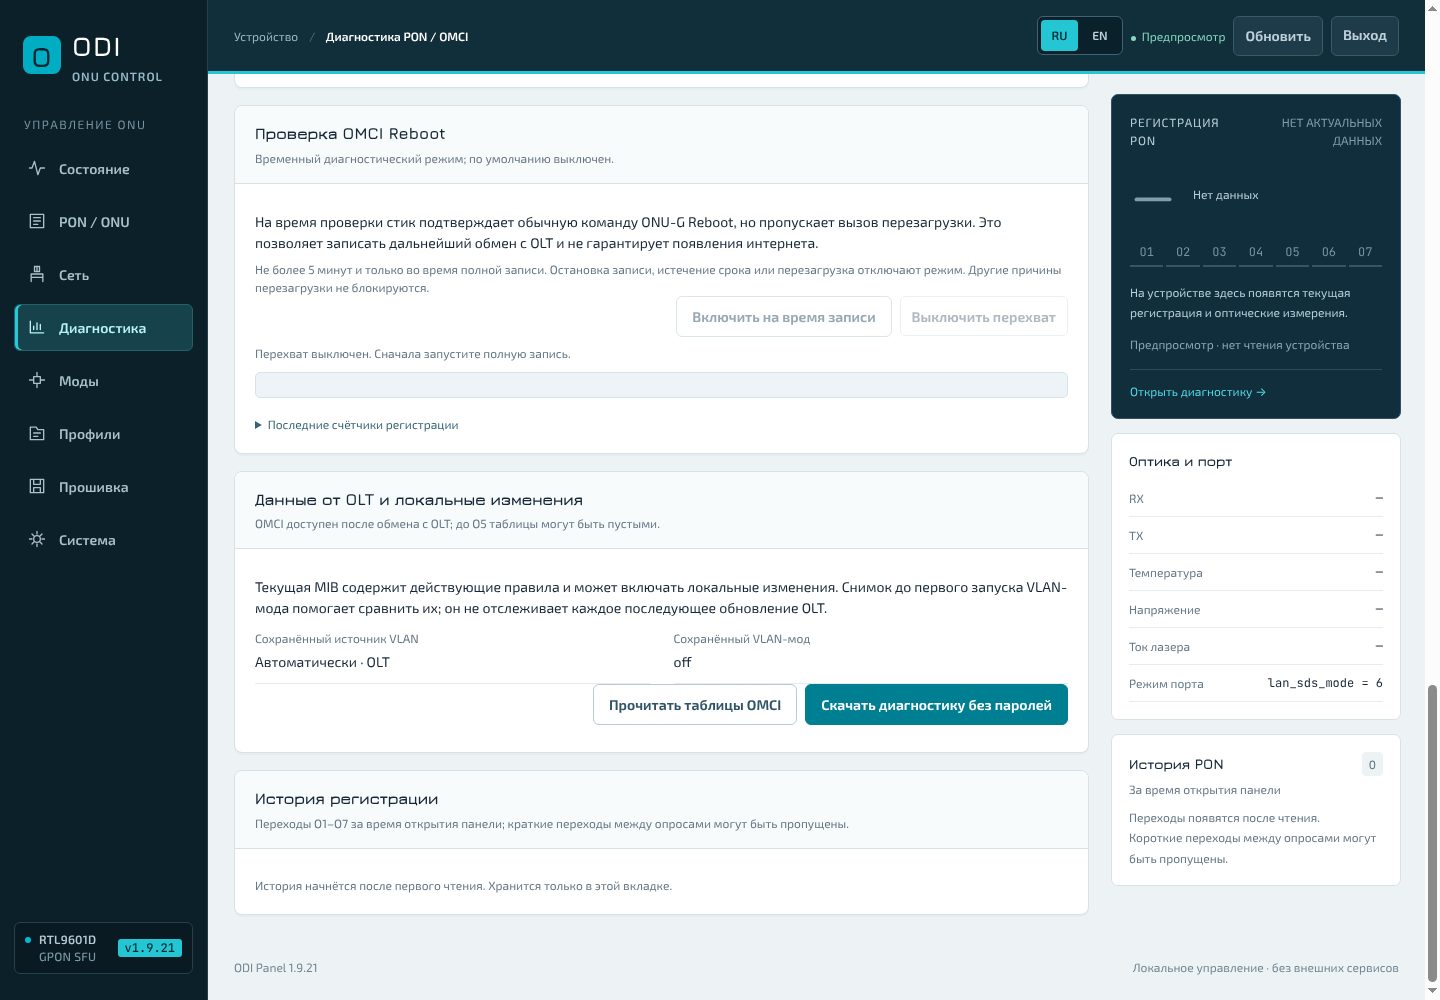 ODI
ONU CONTROL
УПРАВЛЕНИЕ ONU
Состояние
PON / ONU
Сеть
Диагностика
Моды
Профили
Прошивка
Система
RTL9601D
GPON SFU
v1.9.21
Устройство / Диагностика PON / OMCI
RU EN
Предпросмотр
Обновить
Выход
Проверка OMCI Reboot
Временный диагностический режим; по умолчанию выключен.
На время проверки стик подтверждает обычную команду ONU-G Reboot, но пропускает вызов перезагрузки. Это
позволяет записать дальнейший обмен с OLT и не гарантирует появления интернета.
Не более 5 минут и только во время полной записи. Остановка записи, истечение срока или перезагрузка отключают режим. Другие причины
перезагрузки не блокируются.
Включить на время записи
Выключить перехват
Перехват выключен. Сначала запустите полную запись.
Последние счётчики регистрации
Данные от OLT и локальные изменения
OMCI доступен после обмена с OLT; до O5 таблицы могут быть пустыми.
Текущая MIB содержит действующие правила и может включать локальные изменения. Снимок до первого запуска VLAN-
мода помогает сравнить их; он не отслеживает каждое последующее обновление OLT.
Сохранённый источник VLAN
Автоматически · OLT
Сохранённый VLAN-мод
off
Прочитать таблицы OMCI
Скачать диагностику без паролей
История регистрации
Переходы O1–O7 за время открытия панели; краткие переходы между опросами могут быть пропущены.
История начнётся после первого чтения. Хранится только в этой вкладке.
РЕГИСТРАЦИЯ
PON
НЕТ АКТУАЛЬНЫХ
ДАННЫХ
— Нет данных
01 02 03 04 05 06 07
На устройстве здесь появятся текущая
регистрация и оптические измерения.
Предпросмотр · нет чтения устройства
Открыть диагностику →
Оптика и порт
RX —
TX —
Температура —
Напряжение —
Ток лазера —
Режим порта lan_sds_mode = 6
История PON 0
За время открытия панели
Переходы появятся после чтения.
Короткие переходы между опросами могут
быть пропущены.
ODI Panel 1.9.21
Локальное управление · без внешних сервисов